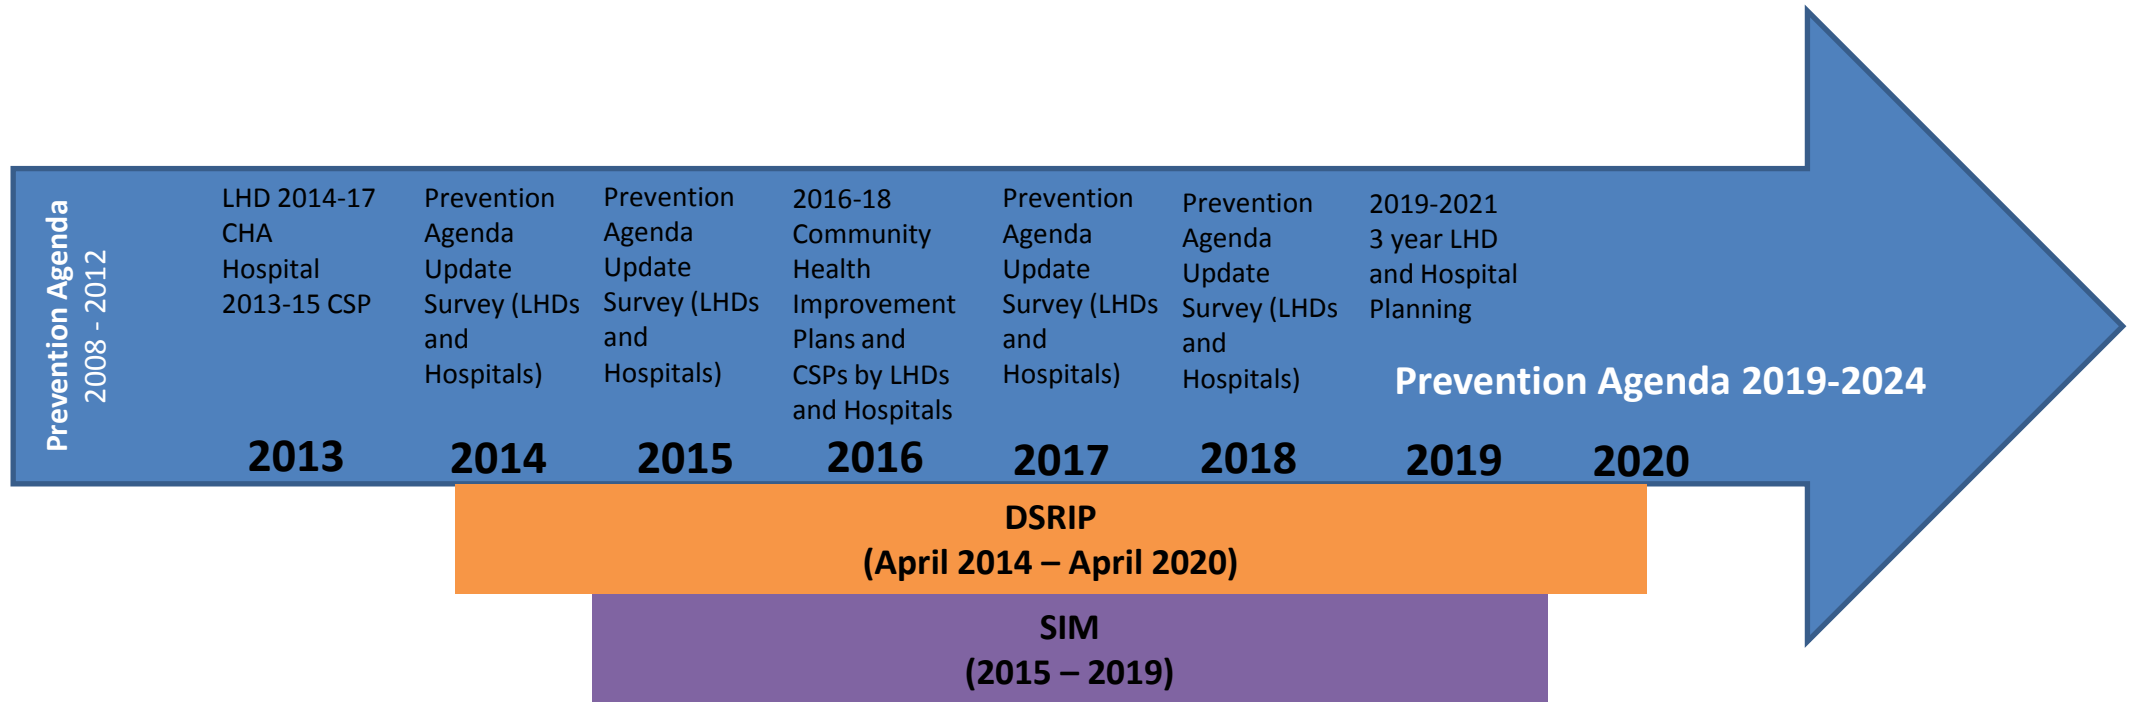 Prevention Agenda
2008 - 2012
LHD 2014-17
CHA
Hospital
2013-15 CSP
2013
Prevention
Agenda
Update
Survey (LHDs
and
Hospitals)
2014
Prevention
Agenda
Update
Survey (LHDs
and
Hospitals)
2015
2016-18
Community
Health
Improvement
Plans and
CSPs by LHDs
and Hospitals
2016
Prevention
Agenda
Update
Survey (LHDs
and
Hospitals)
2017
Prevention
Agenda
Update
Survey (LHDs
and
Hospitals)
2018
2019-2021
3 year LHD
and Hospital
Planning
2019
Prevention Agenda 2019-2024
2020
DSRIP
(April 2014 – April 2020)
SIM
(2015 – 2019)